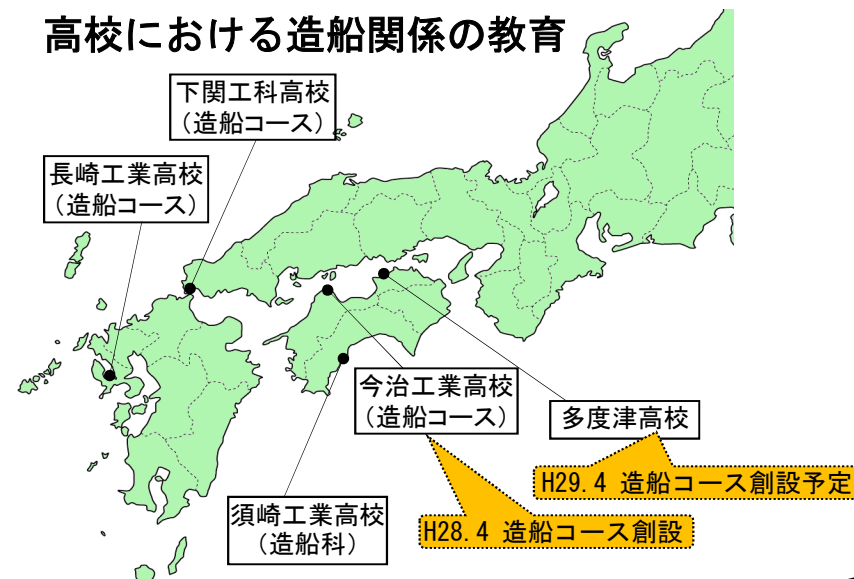 高校における造船関係の教育
下関工科高校
(造船コース)
長崎工業高校
(造船コース)
今治工業高校
(造船コース)
多度津高校
H29.4 造船コース創設予定
須崎工業高校
(造船科)
H28.4 造船コース創設